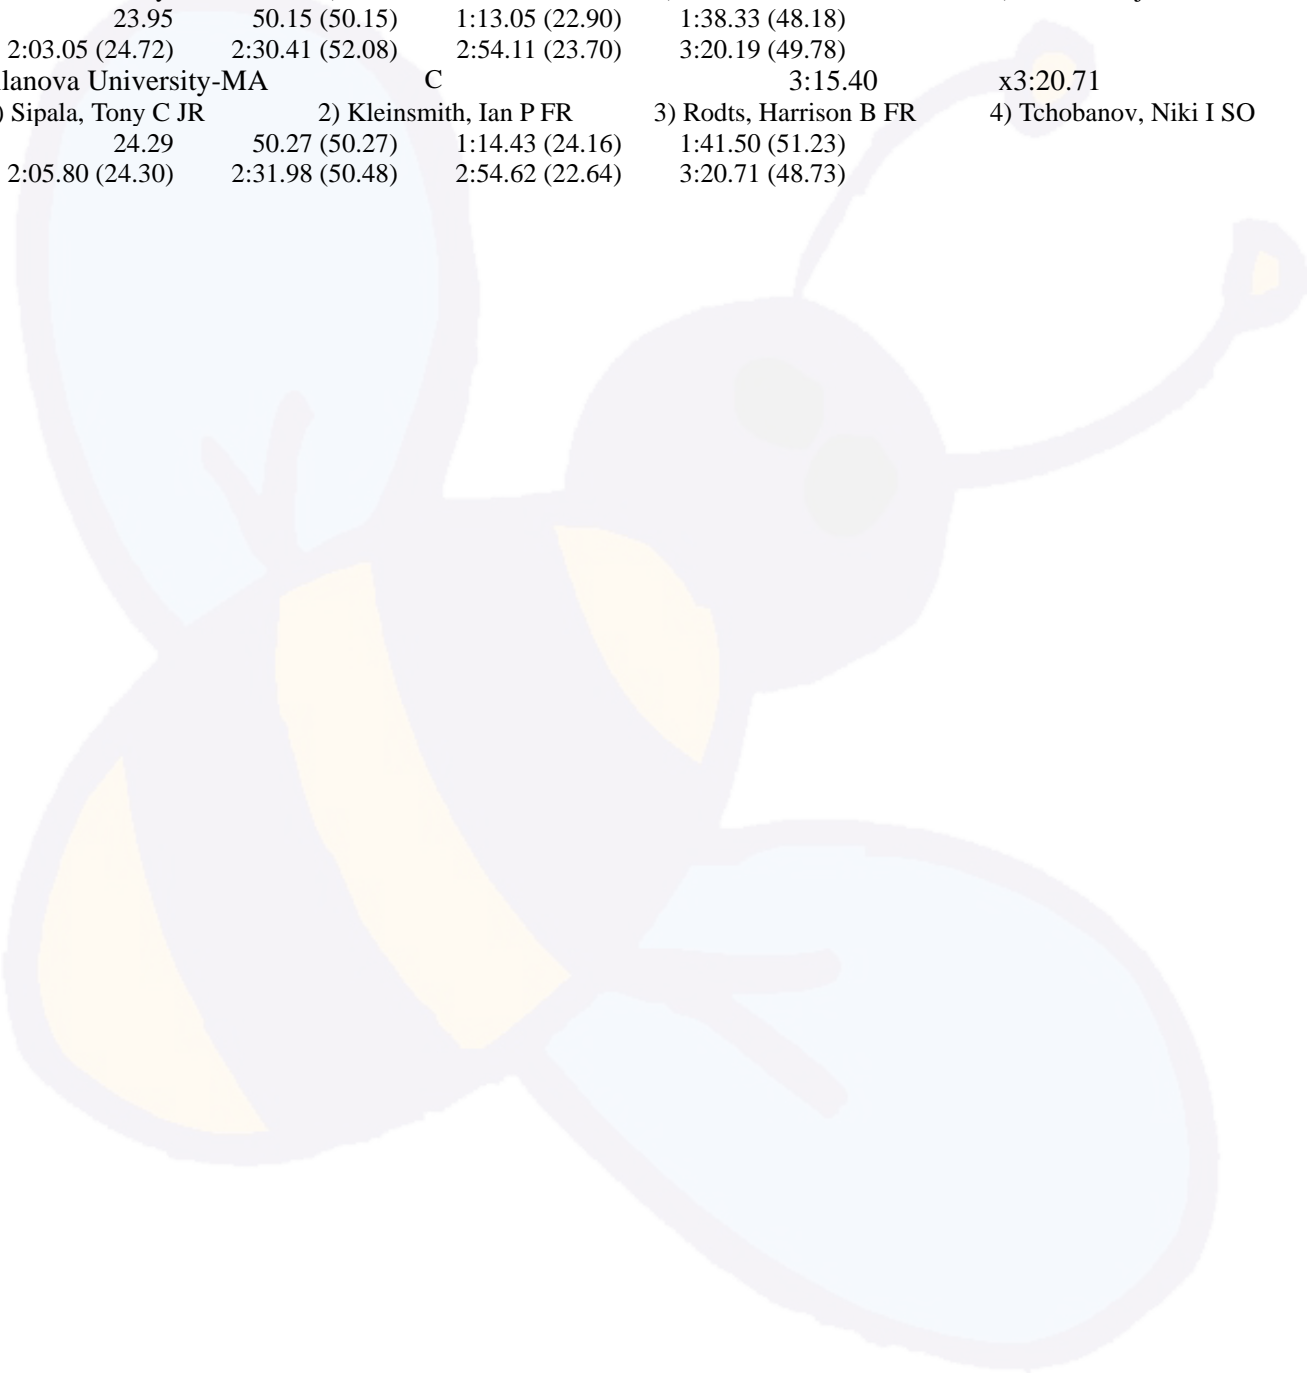 23.95 50.15 (50.15) 1:13.05 (22.90) 1:38.33 (48.18)
2:03.05 (24.72) 2:30.41 (52.08) 2:54.11 (23.70) 3:20.19 (49.78)
lanova University-MA C 3:15.40 x3:20.71
) Sipala, Tony C JR 2) Kleinsmith, Ian P FR 3) Rodts, Harrison B FR 4) Tchobanov, Niki I SO
24.29 50.27 (50.27) 1:14.43 (24.16) 1:41.50 (51.23)
2:05.80 (24.30) 2:31.98 (50.48) 2:54.62 (22.64) 3:20.71 (48.73)